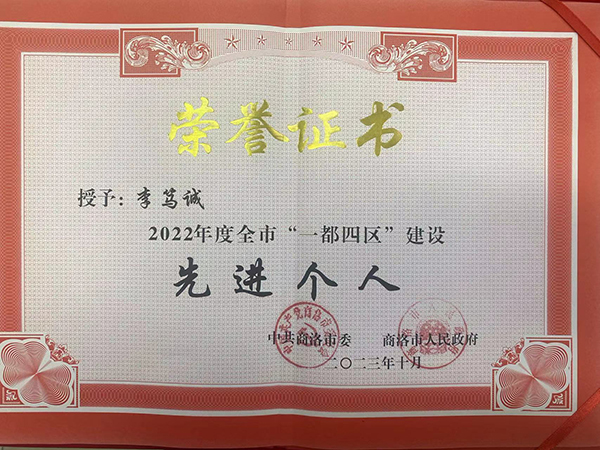 荣誉证书
授予：李笃诚
2022年度全市“一都四区”建设
先进个人
中共商洛市委 商洛市人民政府
二〇二三年十月